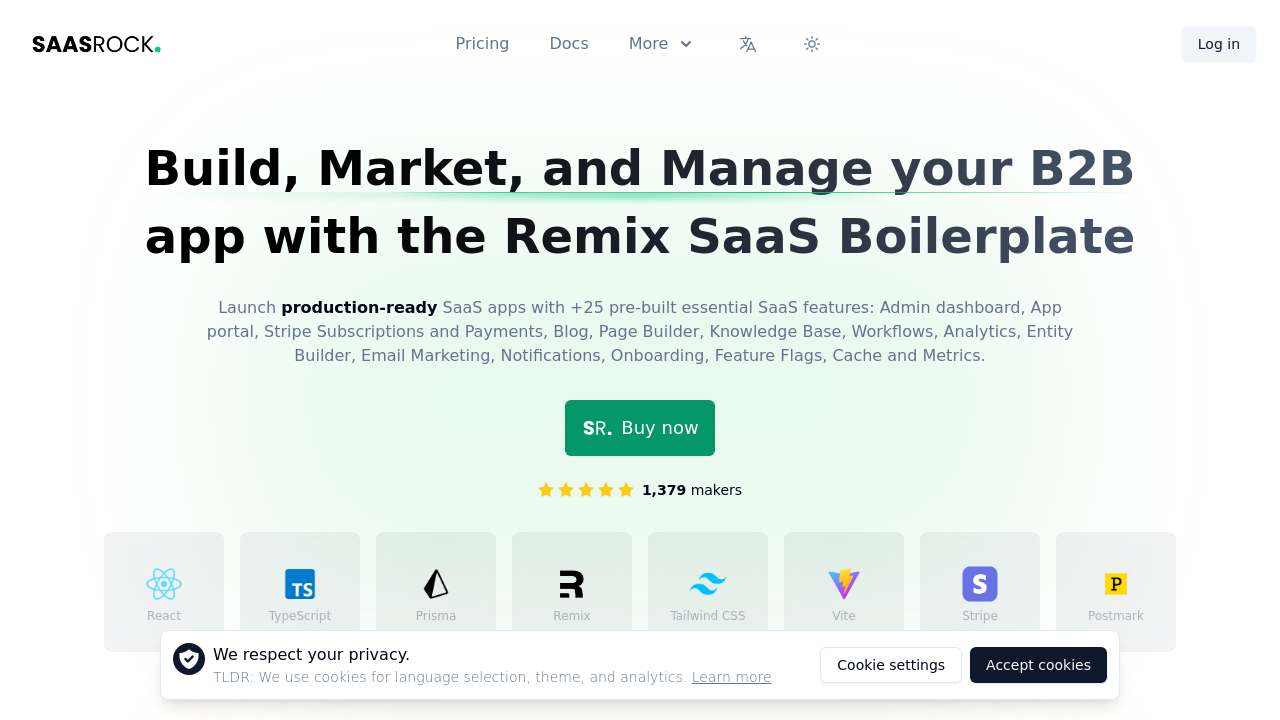 SAASROCK.
Pricing
Docs
More
Log in
Build, Market, and Manage your B2B
app with the Remix SaaS Boilerplate
Launch production-ready SaaS apps with +25 pre-built essential SaaS features: Admin dashboard, App
portal, Stripe Subscriptions and Payments, Blog, Page Builder, Knowledge Base, Workflows, Analytics, Entity
Builder, Email Marketing, Notifications, Onboarding, Feature Flags, Cache and Metrics.
SR. Buy now
1,379 makers
TS
S
P
React
TypeScript
Prisma
Remix
Tailwind CSS
Vite
Stripe
Postmark
We respect your privacy.
TLDR: We use cookies for language selection, theme, and analytics. Learn more
Cookie settings
Accept cookies